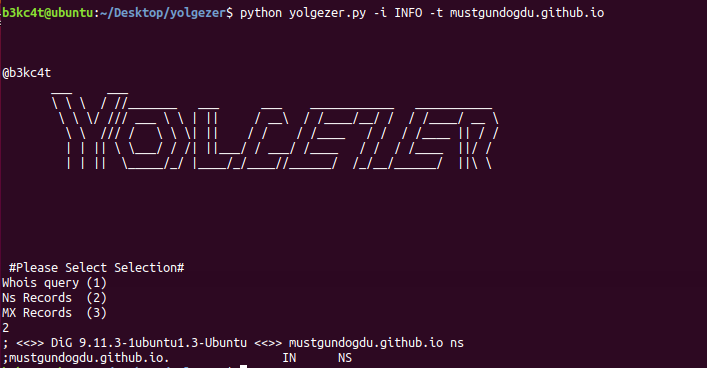 b3kc4t@ubuntu:~/Desktop/yolgezer$ python yolgezer.py -i INFO -t mustgundogdu.github.io
@b3kc4t
YOLGEZER
#Please Select Selection#
Whois query (1)
Ns Records  (2)
MX Records  (3)
2
; <<>> DiG 9.11.3-1ubuntu1.3-Ubuntu <<>> mustgundogdu.github.io ns
;mustgundogdu.github.io.                IN      NS